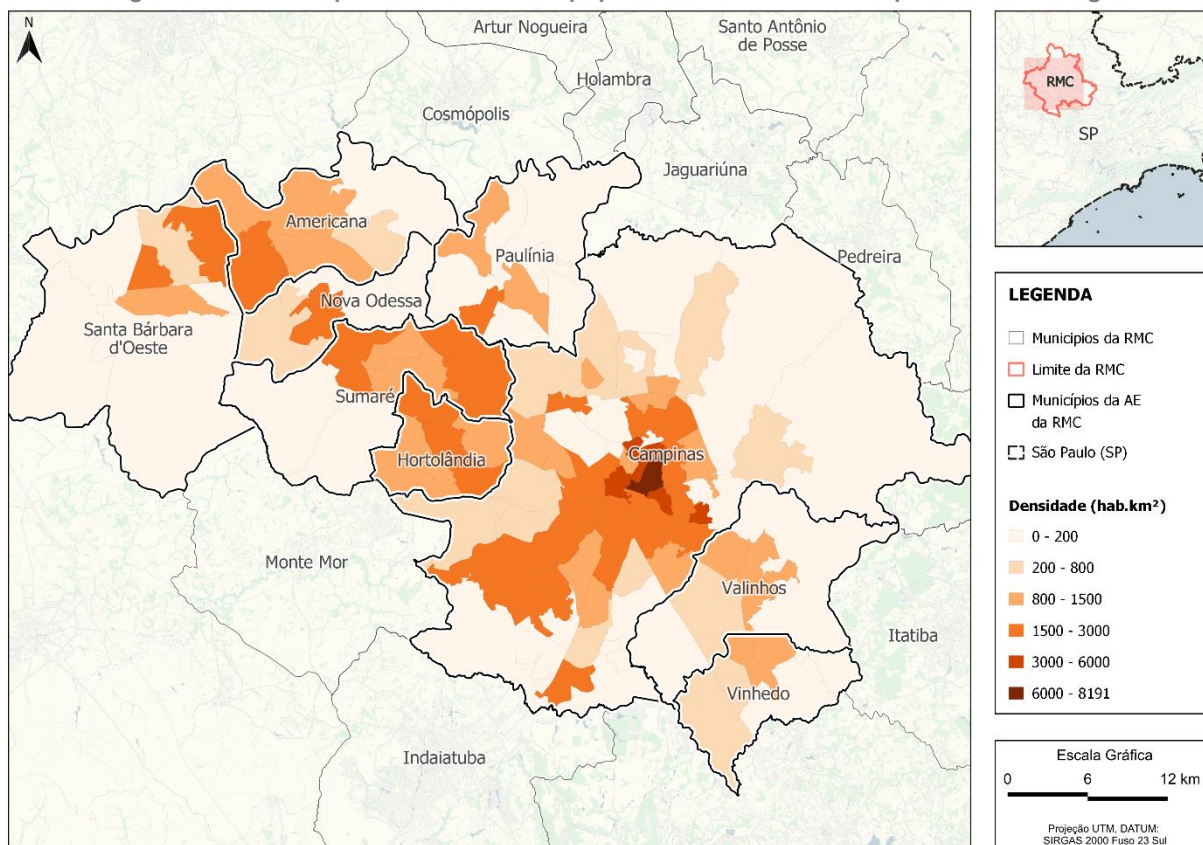 N
Artur Nogueira
Santo Antônio
de Posse
Holambra
Cosmópolis
Jaguariúna
Americana
Paulínia
Pedreira
Nova Odessa
Santa Bárbara
d'Oeste
Sumaré
Hortolândia
Campinas
Monte Mor
Valinhos
Itatiba
Vinhedo
Indaiatuba
RMC
SP
LEGENDA
Municípios da RMC
Limite da RMC
Municípios da AE
da RMC
São Paulo (SP)
Densidade (hab.km²)
0 - 200
200 - 800
800 - 1500
1500 - 3000
3000 - 6000
6000 - 8191
Escala Gráfica
0 6 12 km
Projeção UTM, DATUM:
SIRGAS 2000 Fuso 23 Sul